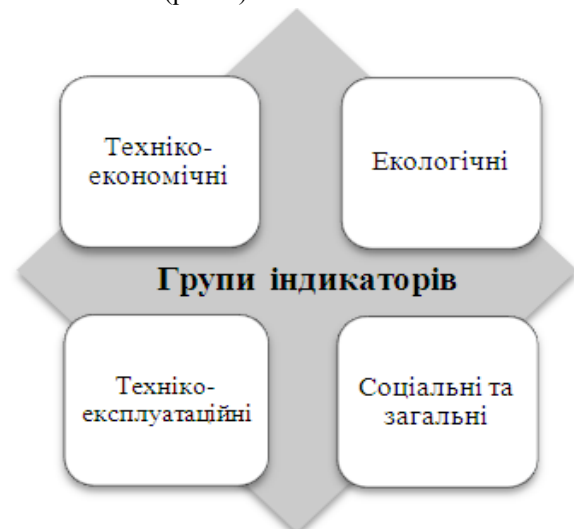 Техніко-
економічні
Екологічні
Групи індикаторів
Техніко-
експлуатаційні
Соціальні та
загальні